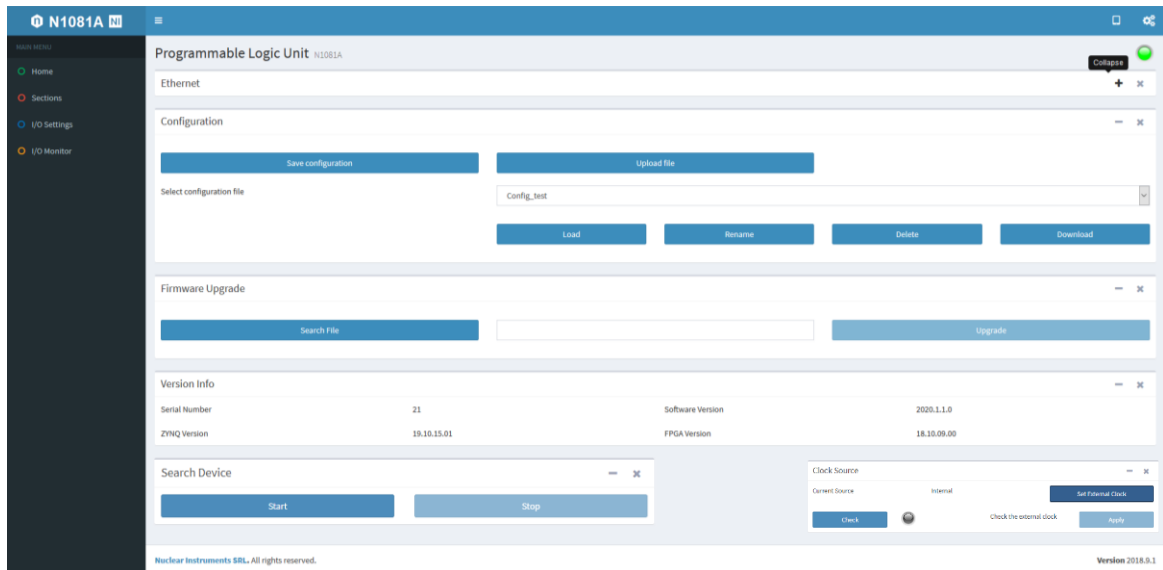 N1081A NI
MAIN MENU
Home
Sections
I/O Settings
I/O Monitor
Programmable Logic Unit N1081A
Collapse
Ethernet
Configuration
Save configuration Upload file
Select configuration file Config_test
Load Rename Delete Download
Firmware Upgrade
Search File Upgrade
Version Info
Serial Number 21 Software Version 2020.1.1.0
ZYNQ Version 19.10.15.01 FPGA Version 18.10.09.00
Search Device
Start Stop
Clock Source
Current Source Internal Set External Clock
Check Check the external clock Apply
Nuclear Instruments SRL. All rights reserved. Version 2018.9.1